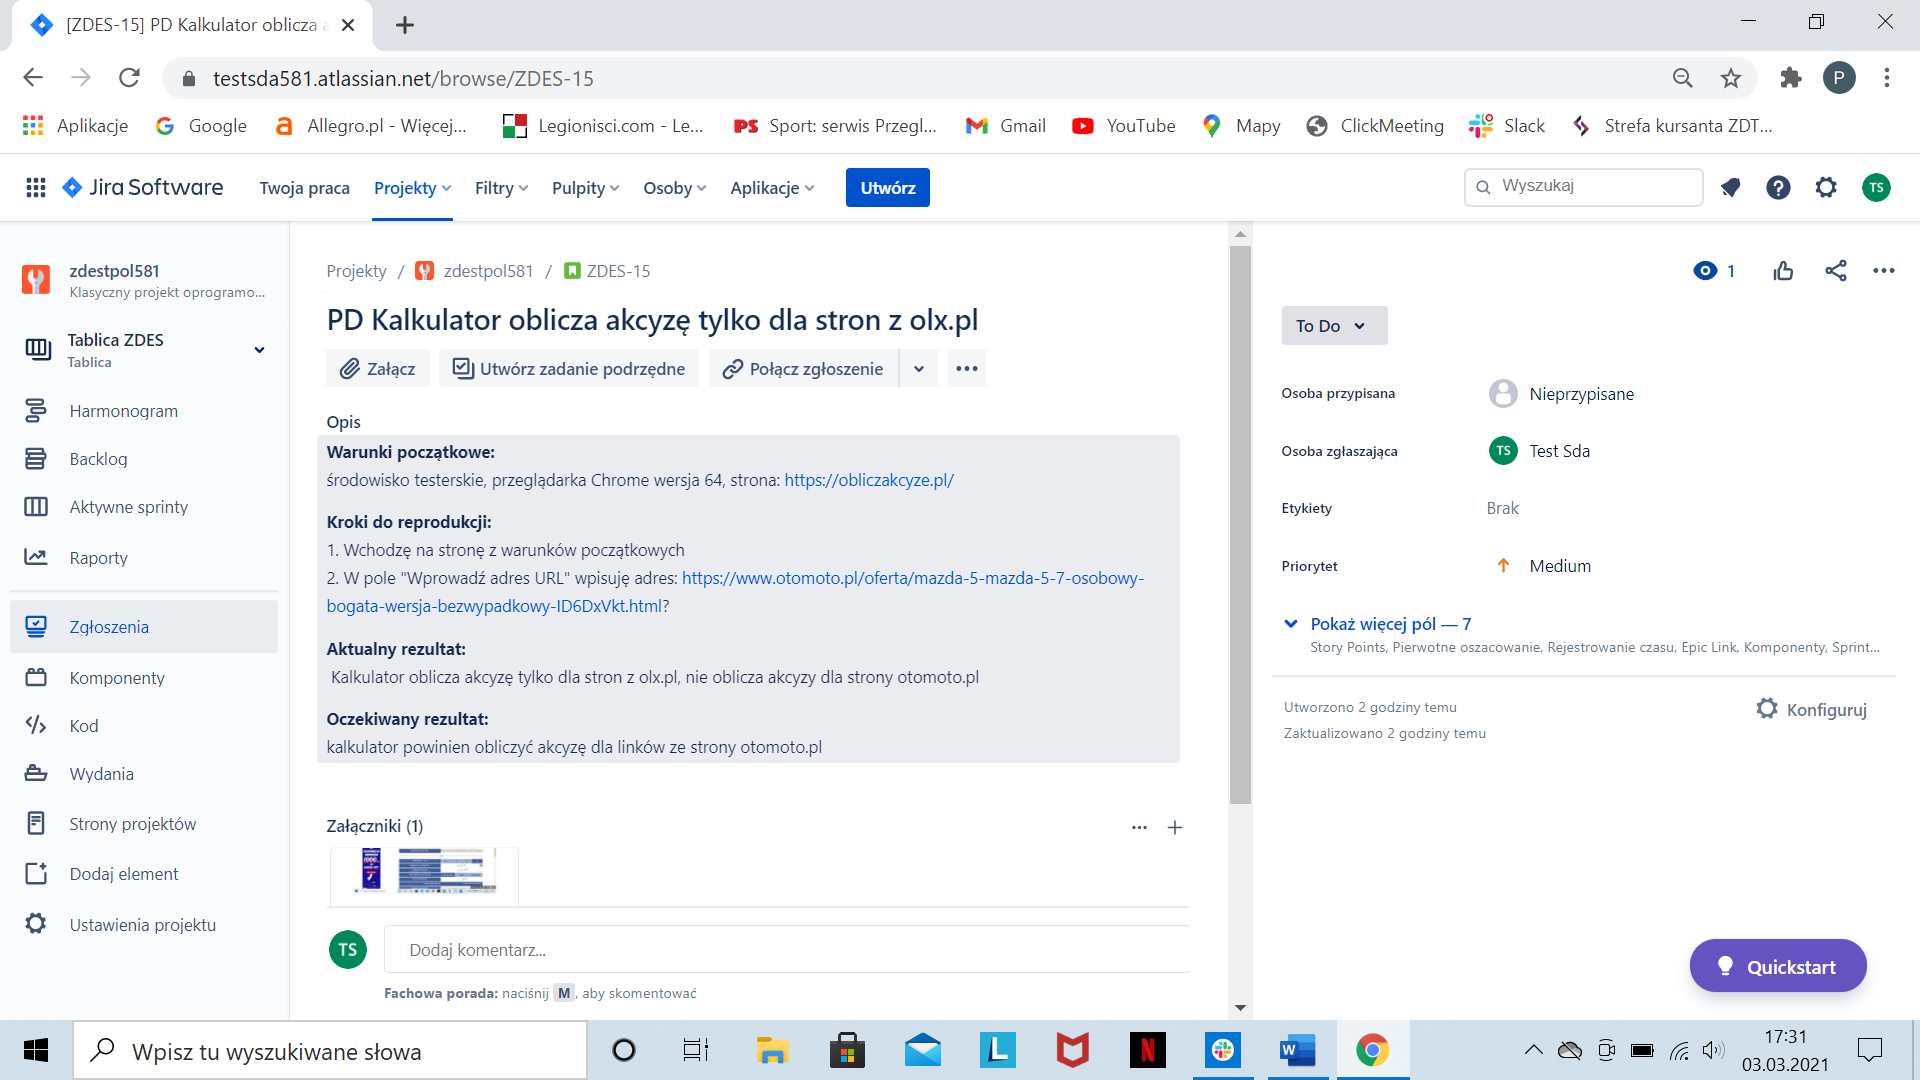 [ZDES-15] PD Kalkulator oblicza a
testsda581.atlassian.net/browse/ZDES-15
P
Aplikacje Google Allegro.pl - Więcej... Legionisci.com - Le... Sport: serwis Przegl... Gmail YouTube Mapy ClickMeeting Slack Strefa kursanta ZDT...
Jira Software Twoja praca Projekty Filtry Pulpity Osoby Aplikacje Utwórz Wyszukaj TS
zdestpol581
Klasyczny projekt oprogramo...
Tablica ZDES
Tablica
Harmonogram
Backlog
Aktywne sprinty
Raporty
Zgłoszenia
Komponenty
Kod
Wydania
Strony projektów
Dodaj element
Ustawienia projektu
Projekty / zdestpol581 / ZDES-15
PD Kalkulator oblicza akcyzę tylko dla stron z olx.pl
Załącz Utwórz zadanie podrzędne Połącz zgłoszenie
Opis
Warunki początkowe:
środowisko testerskie, przeglądarka Chrome wersja 64, strona: https://obliczakcyze.pl/
Kroki do reprodukcji:
1. Wchodzę na stronę z warunków początkowych
2. W pole "Wprowadź adres URL" wpisuję adres: https://www.otomoto.pl/oferta/mazda-5-mazda-5-7-osobowy-
bogata-wersja-bezwypadkowy-ID6DxVkt.html?
Aktualny rezultat:
Kalkulator oblicza akcyzę tylko dla stron z olx.pl, nie oblicza akcyzy dla strony otomoto.pl
Oczekiwany rezultat:
kalkulator powinien obliczyć akcyzę dla linków ze strony otomoto.pl
Załączniki (1)
TS Dodaj komentarz...
Fachowa porada: naciśnij M, aby skomentować
1
To Do
Osoba przypisana Nieprzypisane
Osoba zgłaszająca TS Test Sda
Etykiety Brak
Priorytet Medium
Pokaż więcej pól — 7
Story Points, Pierwotne oszacowanie, Rejestrowanie czasu, Epic Link, Komponenty, Sprint...
Utworzono 2 godziny temu
Zaktualizowano 2 godziny temu
Konfiguruj
Quickstart
Wpisz tu wyszukiwane słowa
17:31
03.03.2021